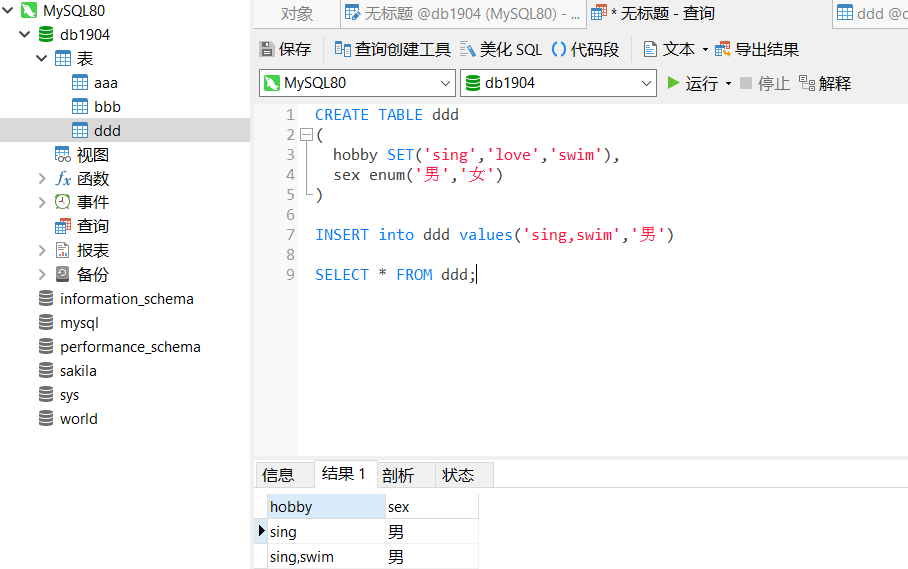 MySQL80
db1904
表
aaa
bbb
ddd
视图
fx 函数
事件
查询
报表
备份
information_schema
mysql
performance_schema
sakila
sys
world
对象 无标题 @db1904 (MySQL80) - ... * 无标题 - 查询 ddd @d
保存 查询创建工具 美化 SQL () 代码段 文本 导出结果
MySQL80 db1904 运行 停止 解释
1 CREATE TABLE ddd
2 (
3 hobby SET('sing','love','swim'),
4 sex enum('男','女')
5 )
6
7 INSERT into ddd values('sing,swim','男')
8
9 SELECT * FROM ddd;
信息 结果 1 剖析 状态
hobby sex
sing 男
sing,swim 男